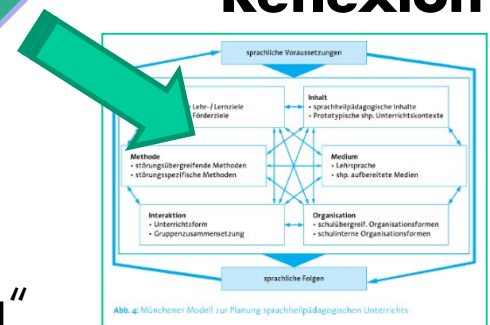 Reflexion
sprachliche Voraussetzungen
Lehr-/Lernziele
Förderziele
Inhalt
• sprachheilpädagogische Inhalte
• Prototypische shp. Unterrichtskontexte
Methode
• störungsübergreifende Methoden
• störungsspezifische Methoden
Medium
• Lehrsprache
• shp. aufbereitete Medien
Interaktion
• Unterrichtsform
• Gruppenzusammensetzung
Organisation
• schulübergreif. Organisationsformen
• schulinterne Organisationsformen
sprachliche Folgen
Abb. 4: Münchener Modell zur Planung sprachheilpädagogischen Unterrichts